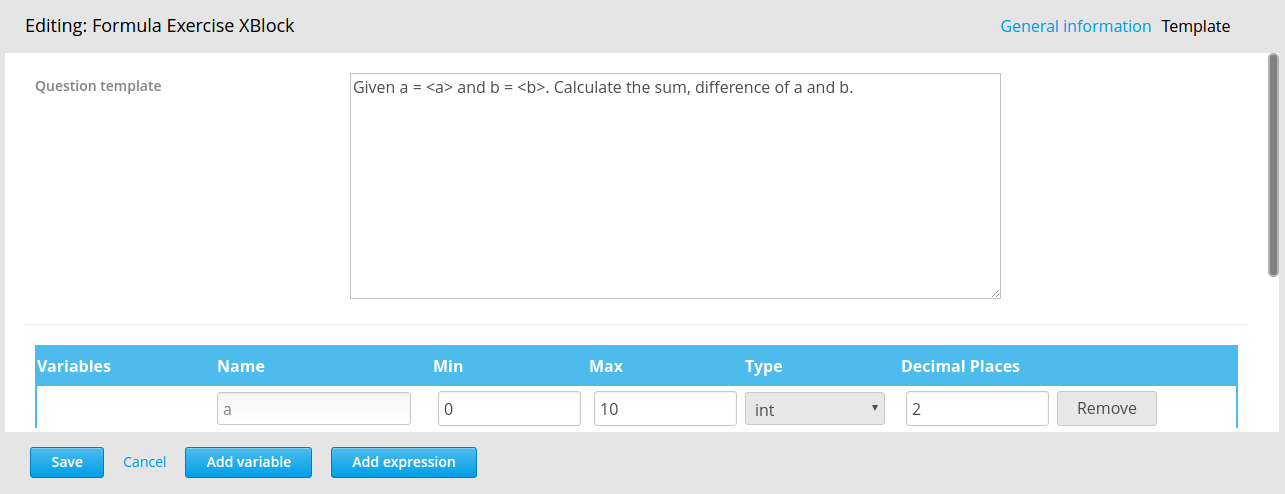 Editing: Formula Exercise XBlock General information Template
Question template Given a = <a> and b = <b>. Calculate the sum, difference of a and b.
Variables Name Min Max Type Decimal Places
a 0 10 int 2 Remove
Save Cancel Add variable Add expression